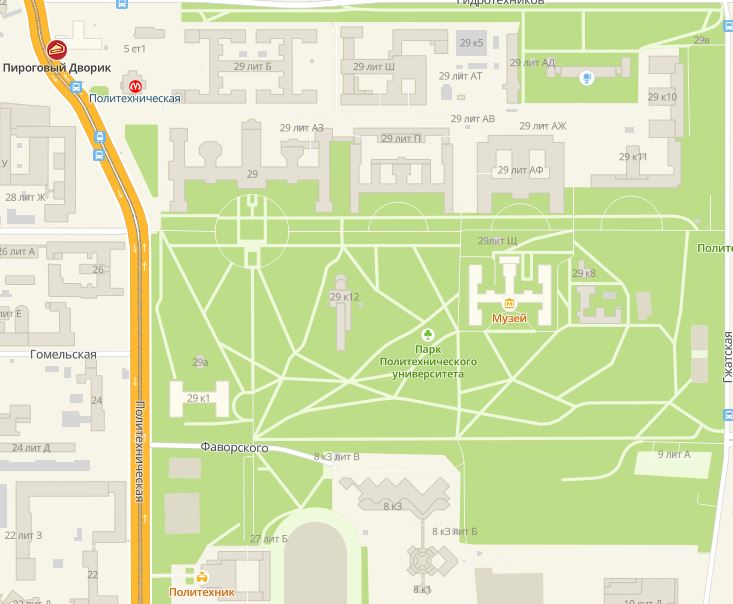 Гидротехников
29в
5 ст1
29 к5
29 лит Б
29 лит Ш
29 лит АД
Пироговый Дворик
29 лит АТ
Политехническая
29 к10
29 лит АЗ
29 лит АВ
29 лит АЖ
29 лит П
У
29 к11
29
29 лит АФ
28 лит Ж
29лит Щ
26 лит А
26
29 к8
29 к12
лит Е
Музей
Парк
Политехнического
университета
Гомельская
29а
Гжатская
24
29 к1
Политехническая
24 лит Д
Фаворского
8 к3 лит В
9 лит А
8 к3
22 лит З
27 лит Б
8 к3 лит Б
22
Политехник
8 к1
22 лит Д
10 лит Д